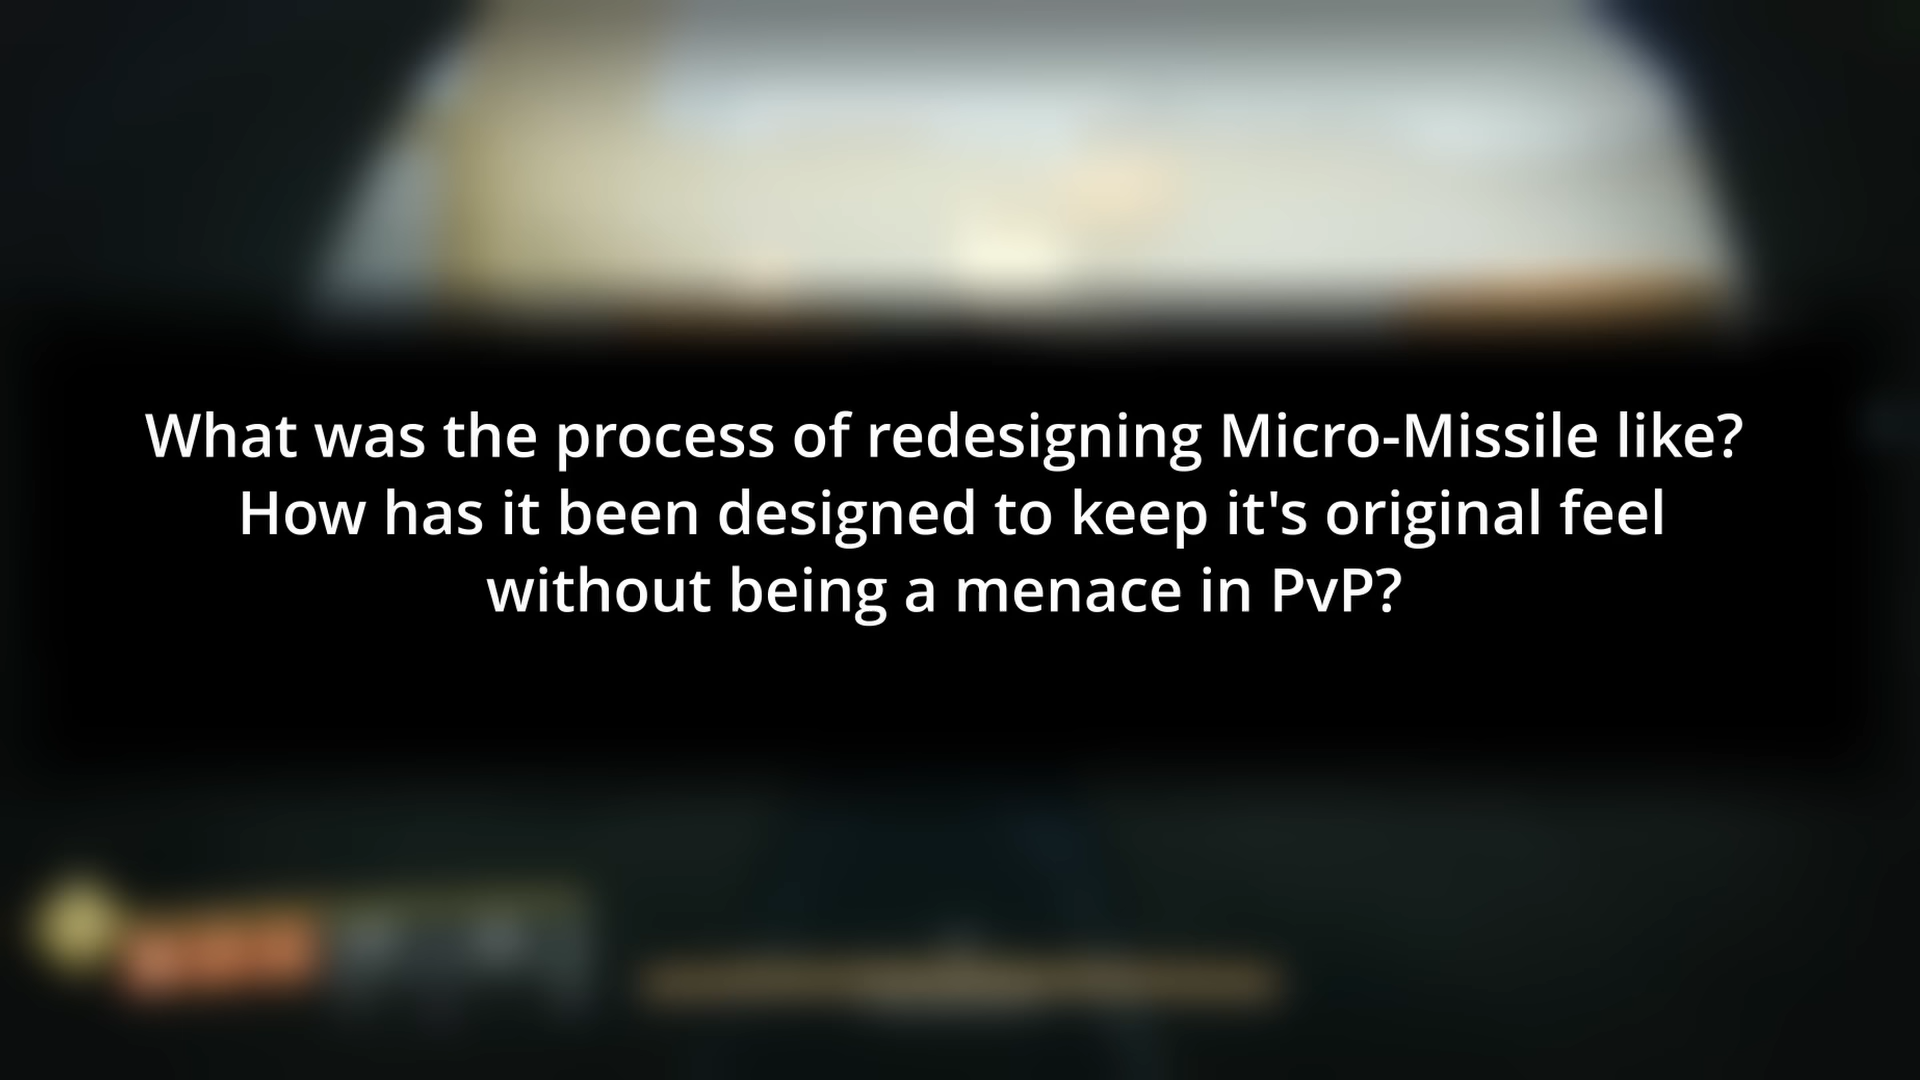 What was the process of redesigning Micro-Missile like?
How has it been designed to keep it's original feel
without being a menace in PvP?